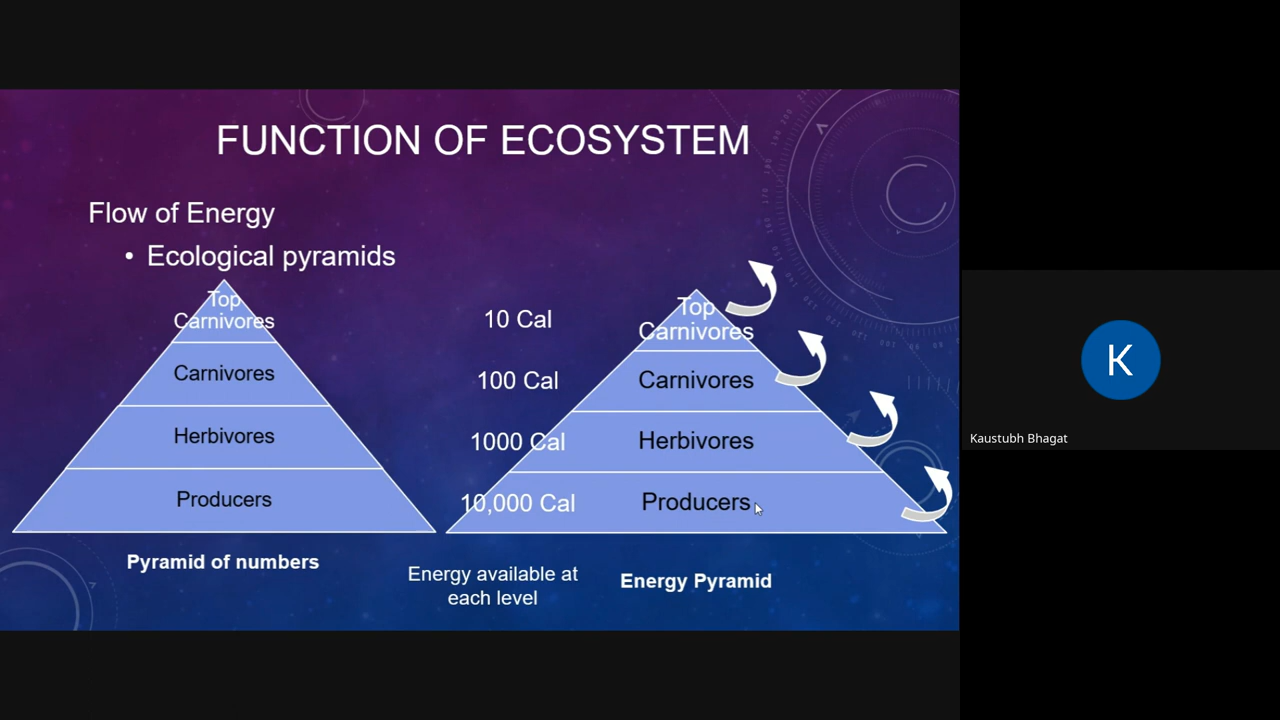 FUNCTION OF ECOSYSTEM
Flow of Energy
• Ecological pyramids
Top
Carnivores
Carnivores
Herbivores
Producers
Pyramid of numbers
10 Cal
100 Cal
1000 Cal
10,000 Cal
Energy available at
each level
Top
Carnivores
Carnivores
Herbivores
Producers
Energy Pyramid
K
Kaustubh Bhagat